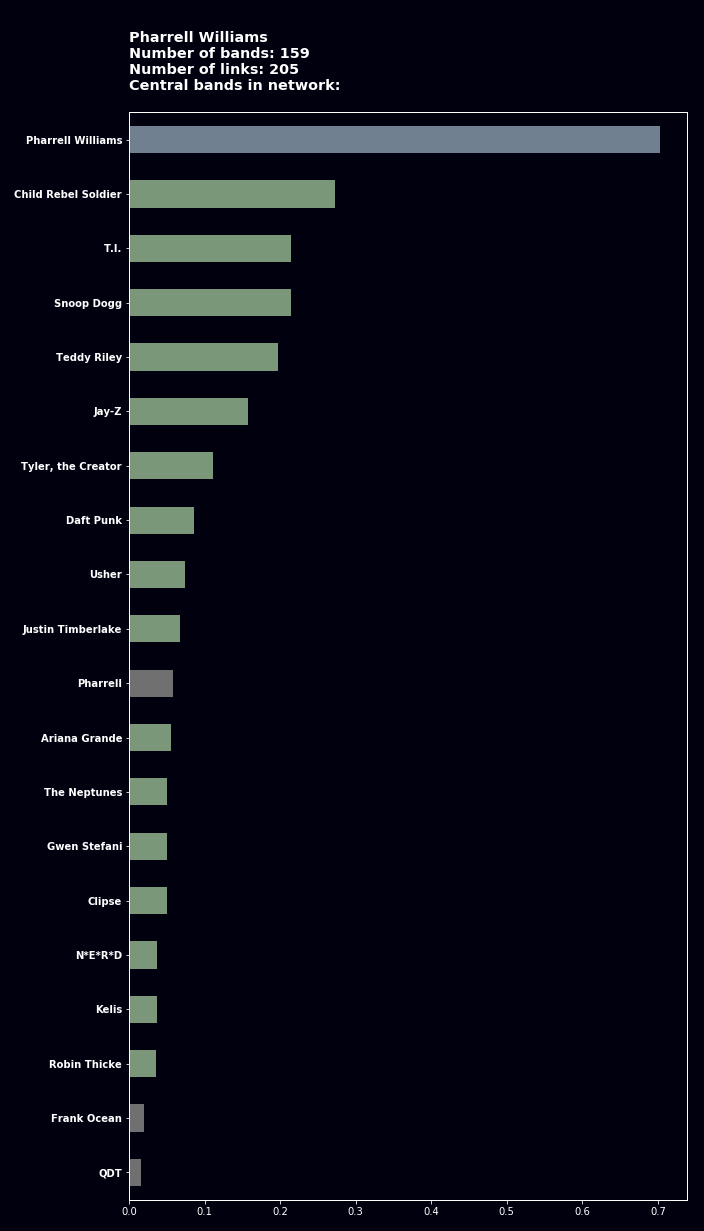 Pharrell Williams
Number of bands: 159
Number of links: 205
Central bands in network:
Pharrell Williams
Child Rebel Soldier
T.I.
Snoop Dogg
Teddy Riley
Jay-Z
Tyler, the Creator
Daft Punk
Usher
Justin Timberlake
Pharrell
Ariana Grande
The Neptunes
Gwen Stefani
Clipse
N*E*R*D
Kelis
Robin Thicke
Frank Ocean
QDT
0.0 0.1 0.2 0.3 0.4 0.5 0.6 0.7